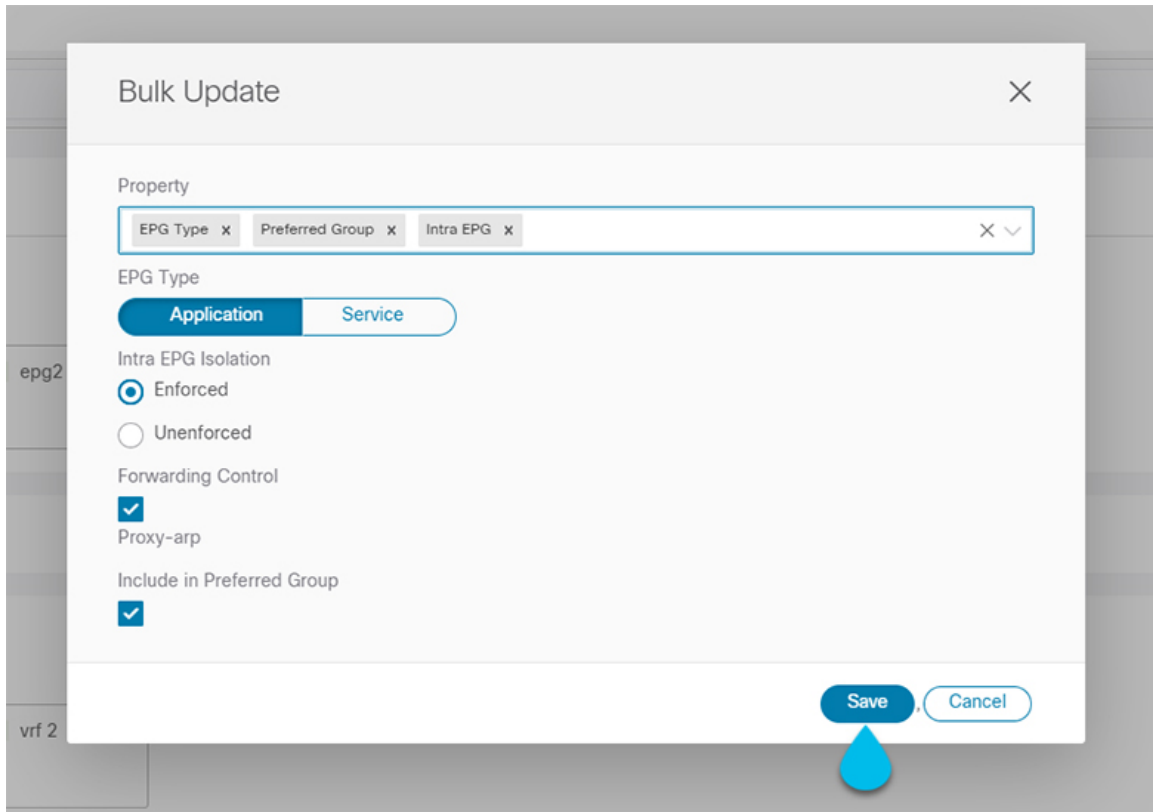 Bulk Update
Property
EPG Type x Preferred Group x Intra EPG x
EPG Type
Application Service
Intra EPG Isolation
epg2
Enforced
Unenforced
Forwarding Control
Proxy-arp
Include in Preferred Group
Save , Cancel
vrf 2